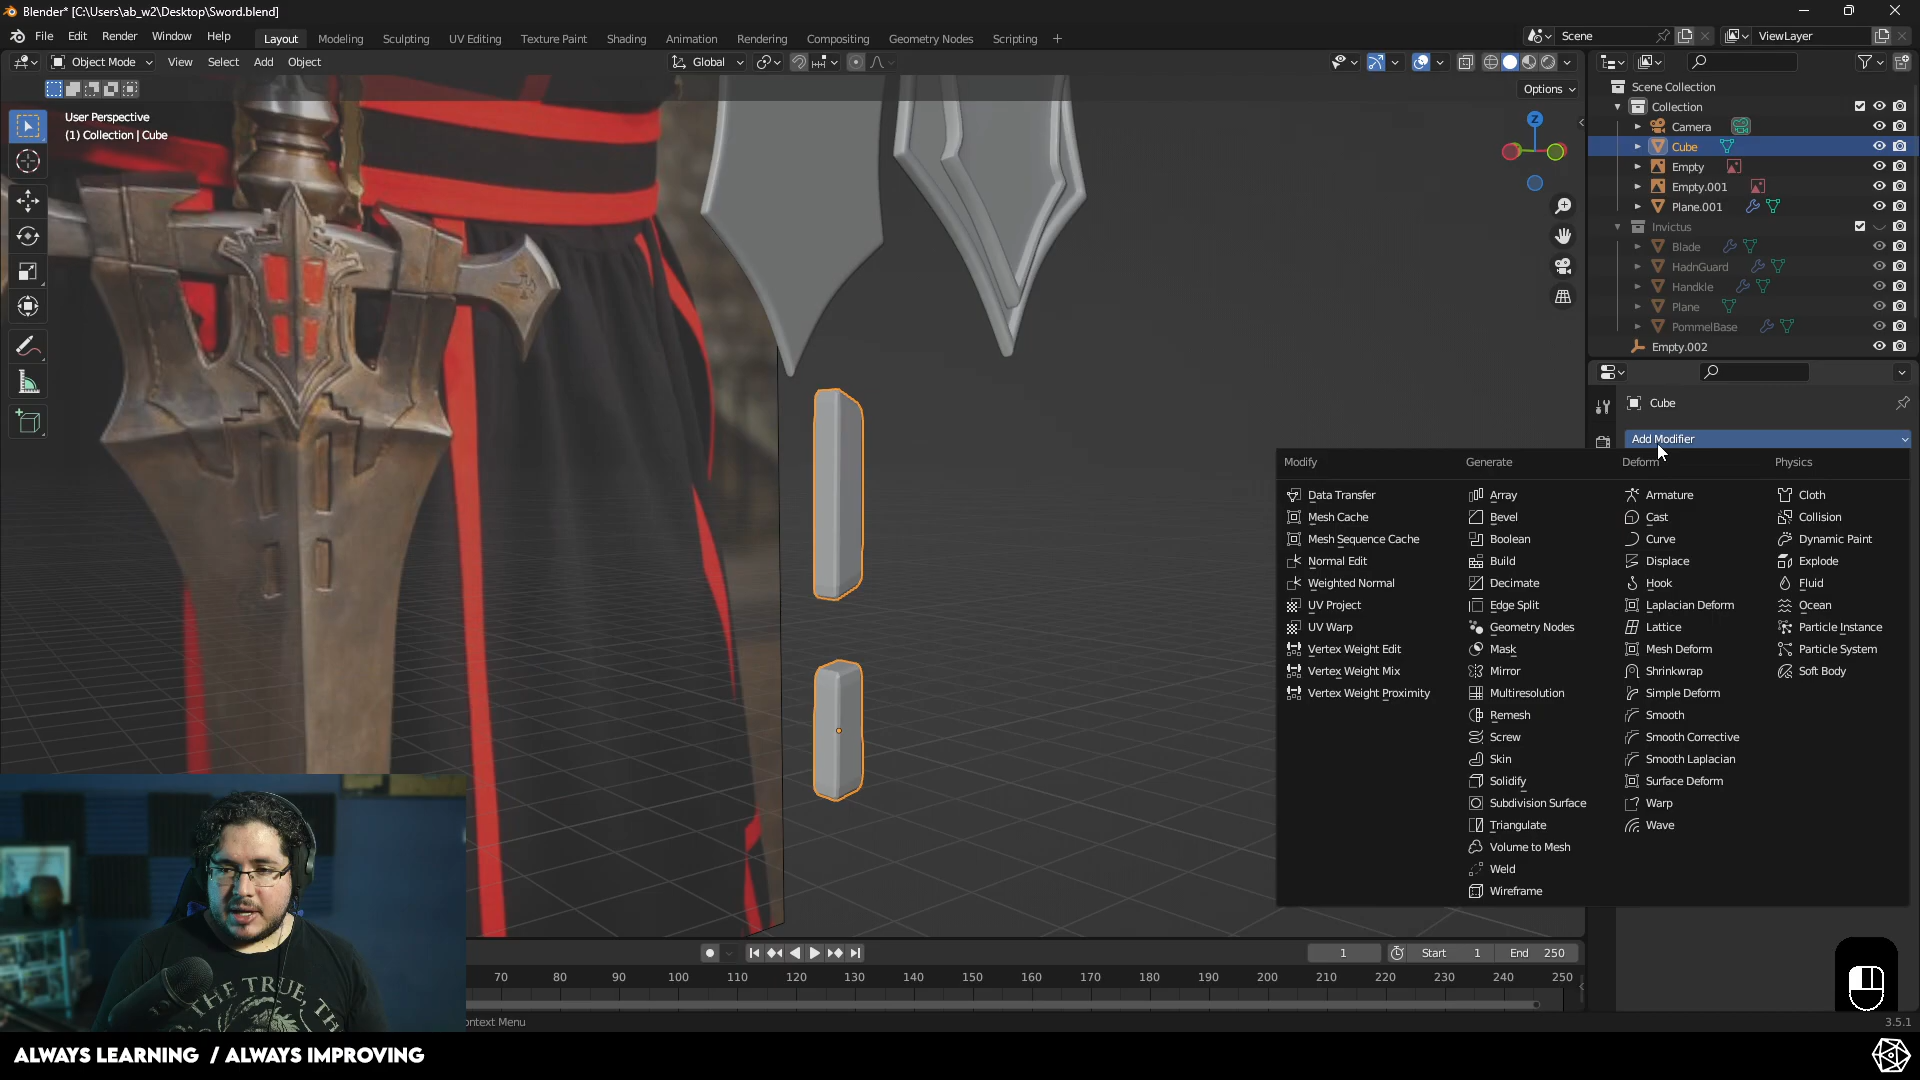 Blender* [C:\Users\ab_w2\Desktop\Sword.blend]
File Edit Render Window Help Layout Modeling Sculpting UV Editing Texture Paint Shading Animation Rendering Compositing Geometry Nodes Scripting + Scene ViewLayer
Object Mode View Select Add Object Global
Options
User Perspective
(1) Collection | Cube
Z
Scene Collection
Collection
Camera
Cube
Empty
Empty.001
Plane.001
Invictus
Blade
HadnGuard
Handkle
Plane
PommelBase
Empty.002
Cube
Add Modifier
Modify Generate Deform Physics
Data Transfer Array Armature Cloth
Mesh Cache Bevel Cast Collision
Mesh Sequence Cache Boolean Curve Dynamic Paint
Normal Edit Build Displace Explode
Weighted Normal Decimate Hook Fluid
UV Project Edge Split Laplacian Deform Ocean
UV Warp Geometry Nodes Lattice Particle Instance
Vertex Weight Edit Mask Mesh Deform Particle System
Vertex Weight Mix Mirror Shrinkwrap Soft Body
Vertex Weight Proximity Multiresolution Simple Deform
Remesh Smooth
Screw Smooth Corrective
Skin Smooth Laplacian
Solidify Surface Deform
Subdivision Surface Warp
Triangulate Wave
Volume to Mesh
Weld
Wireframe
1 Start 1 End 250
70 80 90 100 110 120 130 140 150 160 170 180 190 200 210 220 230 240 250
ontext Menu
3.5.1
THE TRUE, TH
ALWAYS LEARNING / ALWAYS IMPROVING